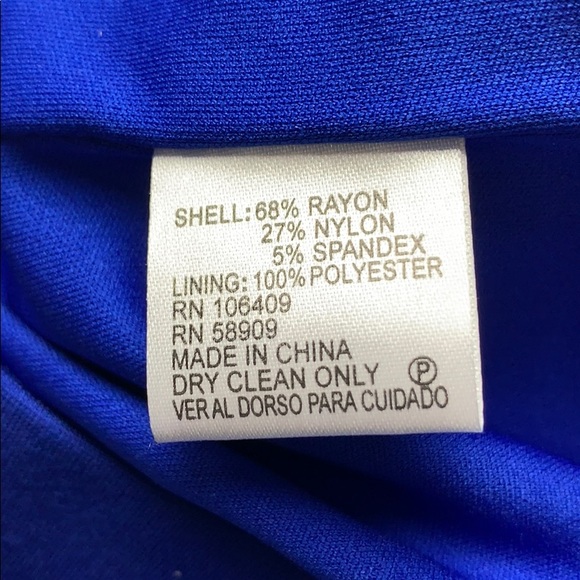 SHELL: 68% RAYON
27% NYLON
5% SPANDEX
LINING: 100% POLYESTER
RN 106409
RN 58909
MADE IN CHINA
DRY CLEAN ONLY Ⓟ
VER AL DORSO PARA CUIDADO